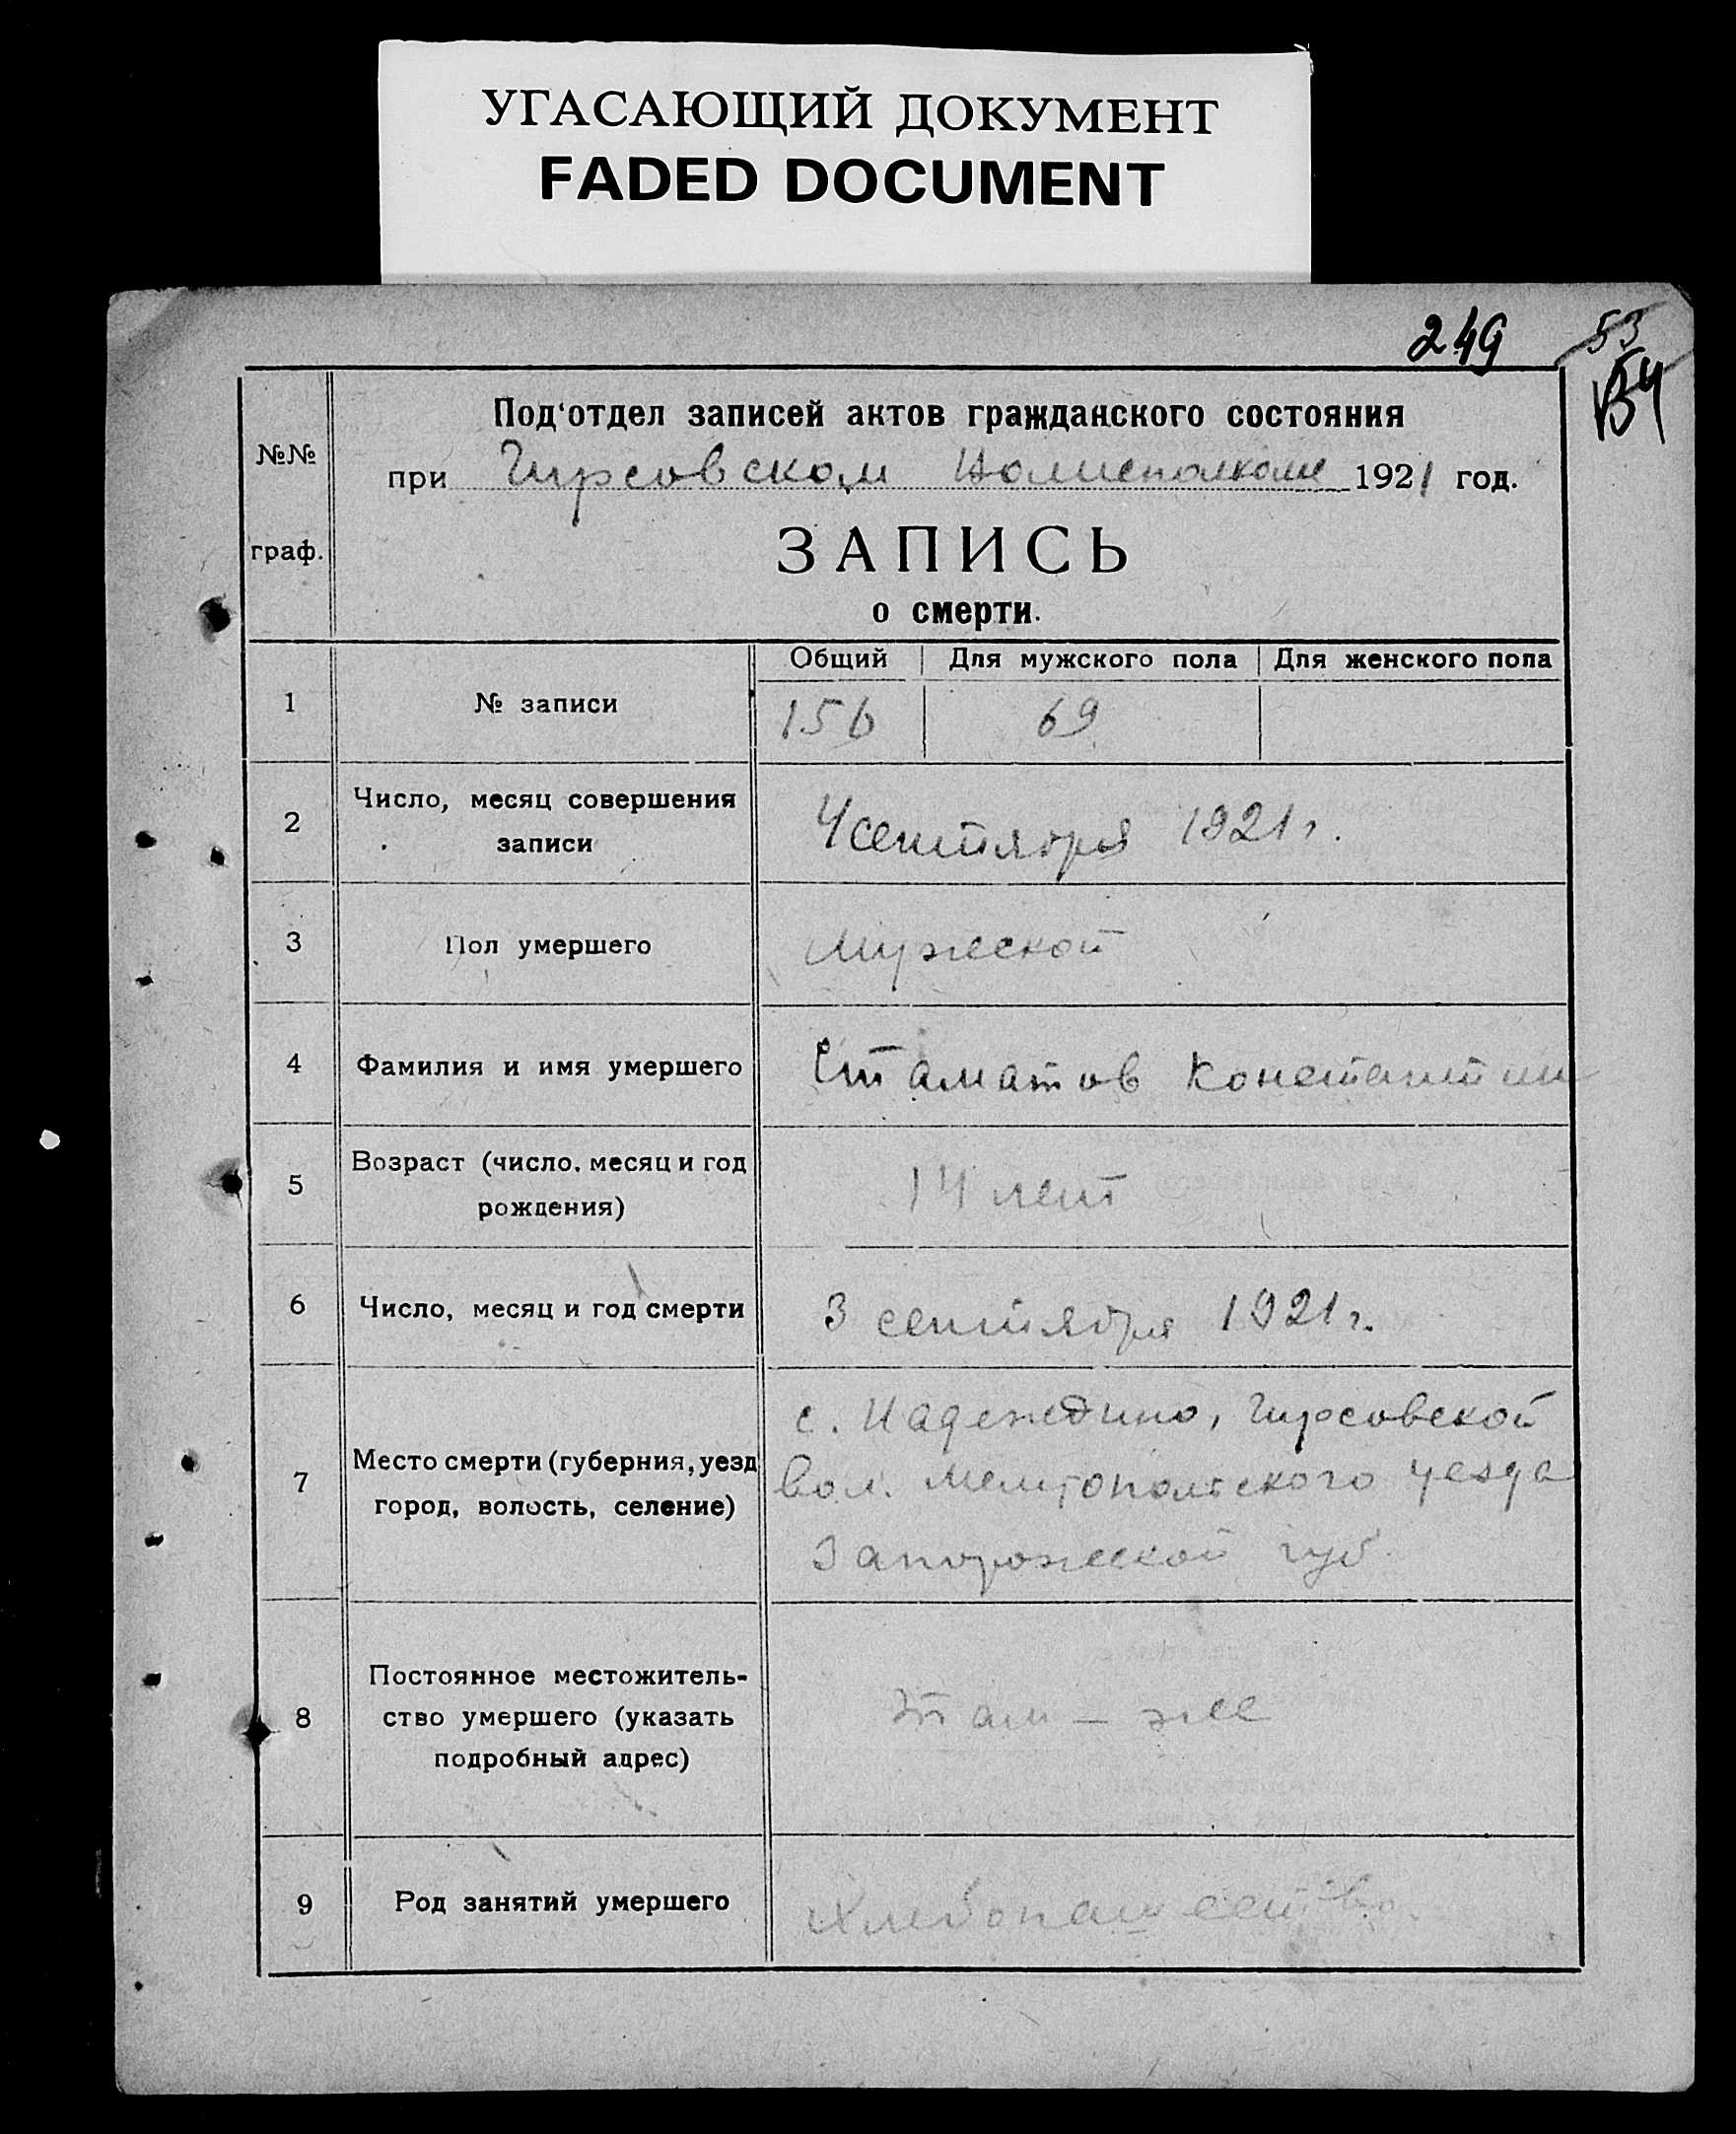 УГАСАЮЩИЙ ДОКУМЕНТ
FADED DOCUMENT
249
53
54
№№
граф.
Под'отдел записей актов гражданского состояния
при Гирсовском Волисполкоме 1921 год.
ЗАПИСЬ
о смерти.
Общий Для мужского пола Для женского пола
1 № записи 156 69
2 Число, месяц совершения
записи
4 сентября 1921 г.
3 Пол умершего Мужской
4 Фамилия и имя умершего Стаматов Константин
5 Возраст (число, месяц и год
рождения)
14 лет
6 Число, месяц и год смерти 3 сентября 1921 г.
7 Место смерти (губерния, уезд
город, волость, селение)
с. Надеждино, Гирсовской
вол. Мелитопольского уезда
Запорожской губ.
8 Постоянное местожитель-
ство умершего (указать
подробный адрес)
Там – же
9 Род занятий умершего Хлебопашество.